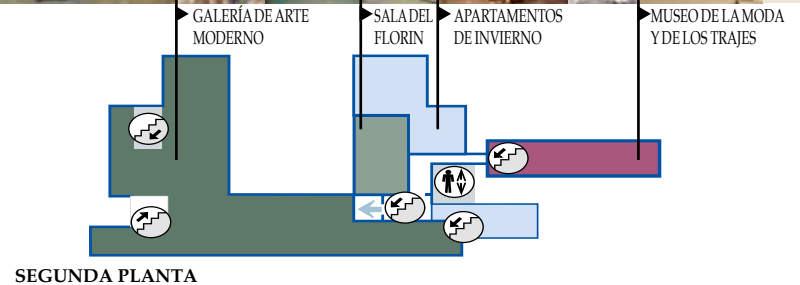 GALERÍA DE ARTE
MODERNO
SALA DEL
FLORIN
APARTAMENTOS
DE INVIERNO
MUSEO DE LA MODA
Y DE LOS TRAJES
SEGUNDA PLANTA